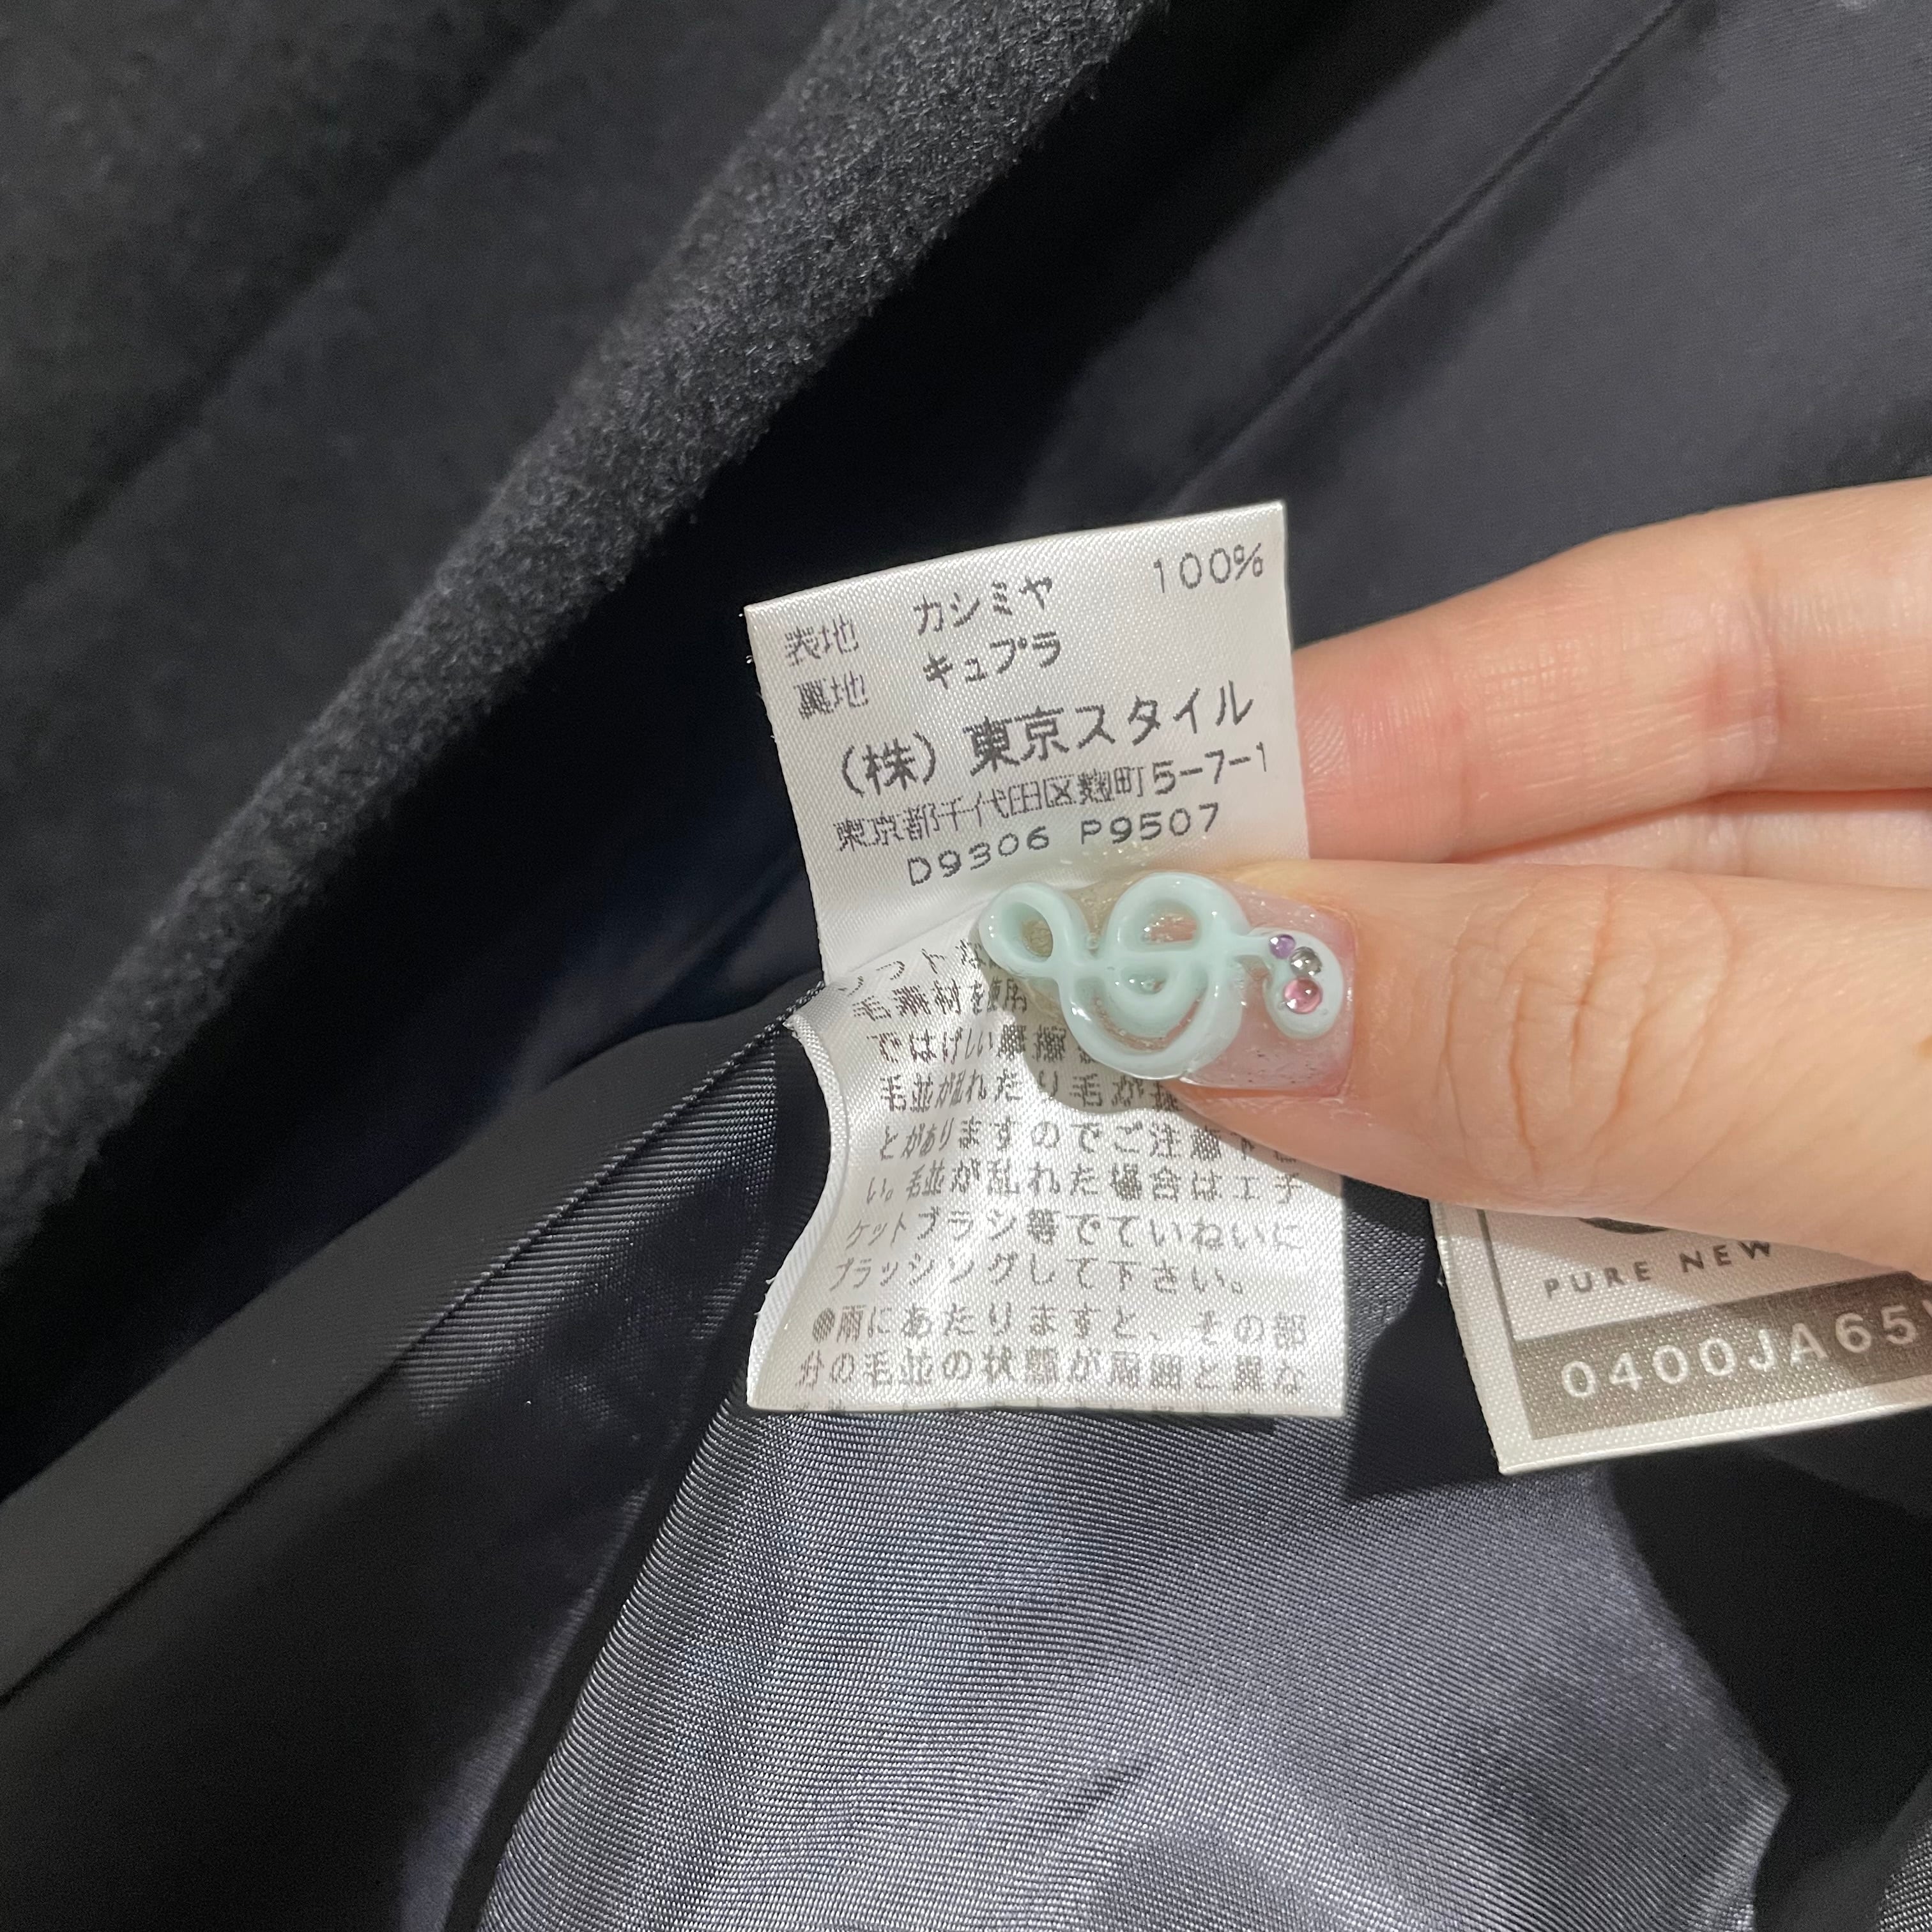 表地 カシミヤ 100%
裏地 キュプラ
(株) 東京スタイル
東京都千代田区麹町5-7-1
D9306 P9507
ソフトな
毛素材を使用
ではげしい摩擦
毛並が乱れたり毛が
とがありますのでご注意下
い。毛並が乱れた場合はエチ
ケットブラシ等でていねいに
ブラッシングして下さい。
●雨にあたりますと、その部
分の毛並の状態が周囲と異な
PURE NEW
0400JA65